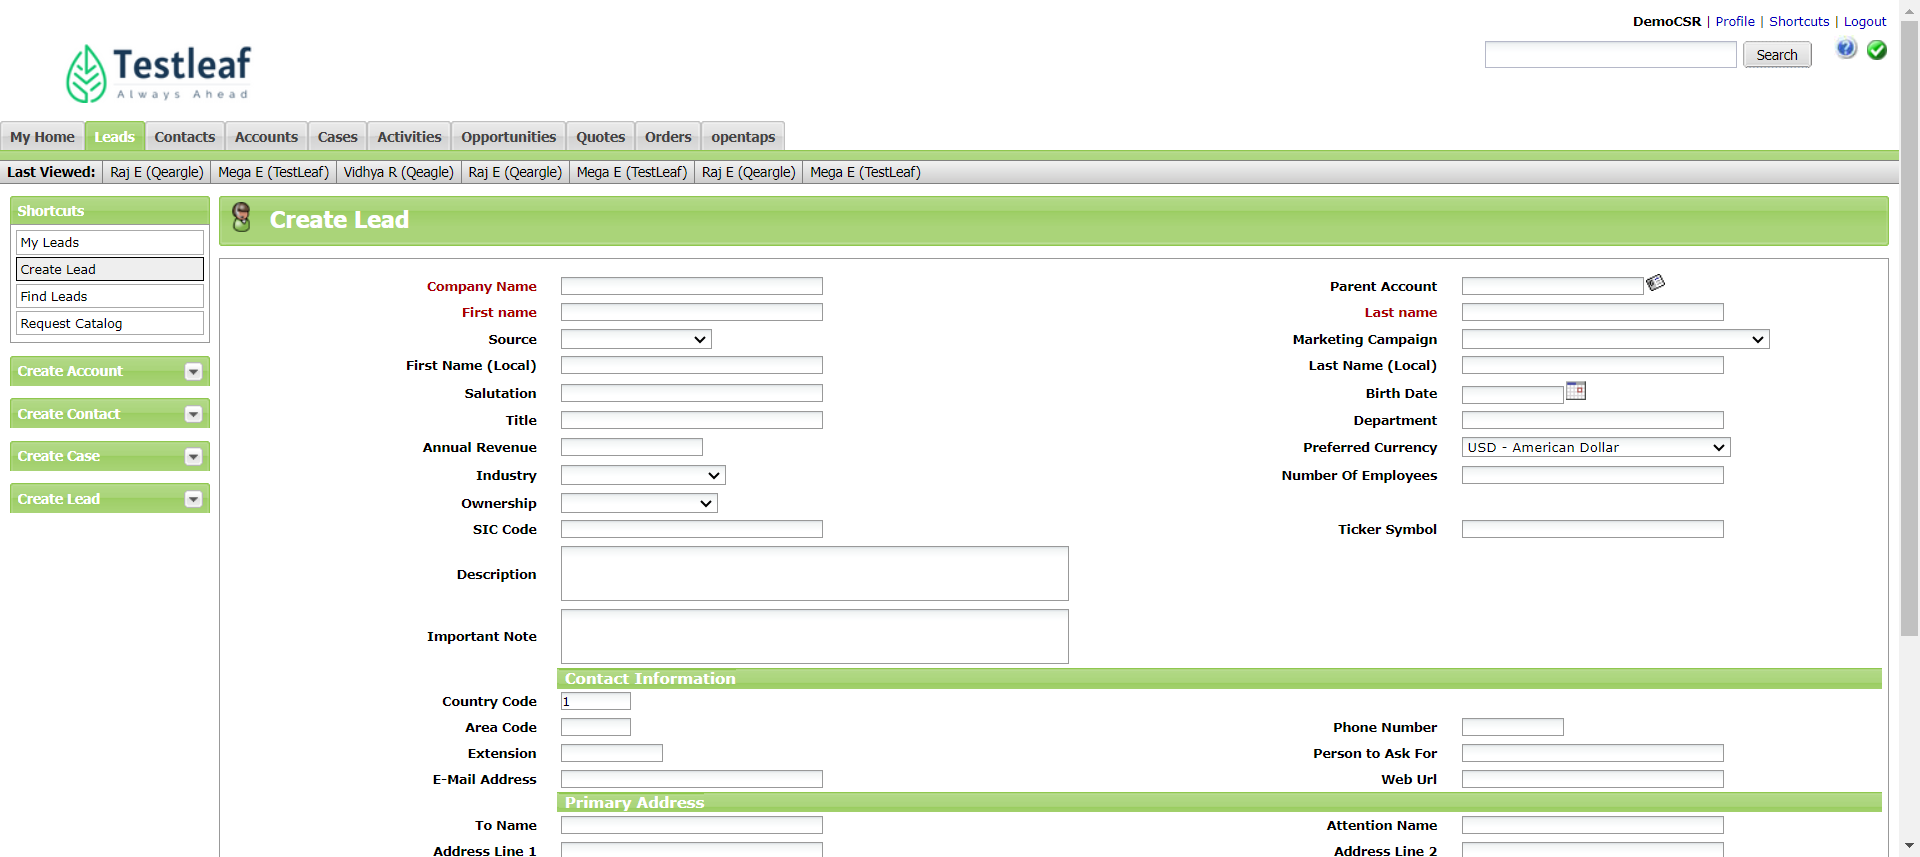 DemoCSR | Profile | Shortcuts | Logout
Testleaf
Always Ahead
Search
My Home Leads Contacts Accounts Cases Activities Opportunities Quotes Orders opentaps
Last Viewed: Raj E (Qeargle) Mega E (TestLeaf) Vidhya R (Qeagle) Raj E (Qeargle) Mega E (TestLeaf) Raj E (Qeargle) Mega E (TestLeaf)
Shortcuts
My Leads
Create Lead
Find Leads
Request Catalog
Create Account
Create Contact
Create Case
Create Lead
Create Lead
Company Name Parent Account
First name Last name
Source Marketing Campaign
First Name (Local) Last Name (Local)
Salutation Birth Date
Title Department
Annual Revenue Preferred Currency USD - American Dollar
Industry Number Of Employees
Ownership
SIC Code Ticker Symbol
Description
Important Note
Contact Information
Country Code 1
Area Code Phone Number
Extension Person to Ask For
E-Mail Address Web Url
Primary Address
To Name Attention Name
Address Line 1 Address Line 2